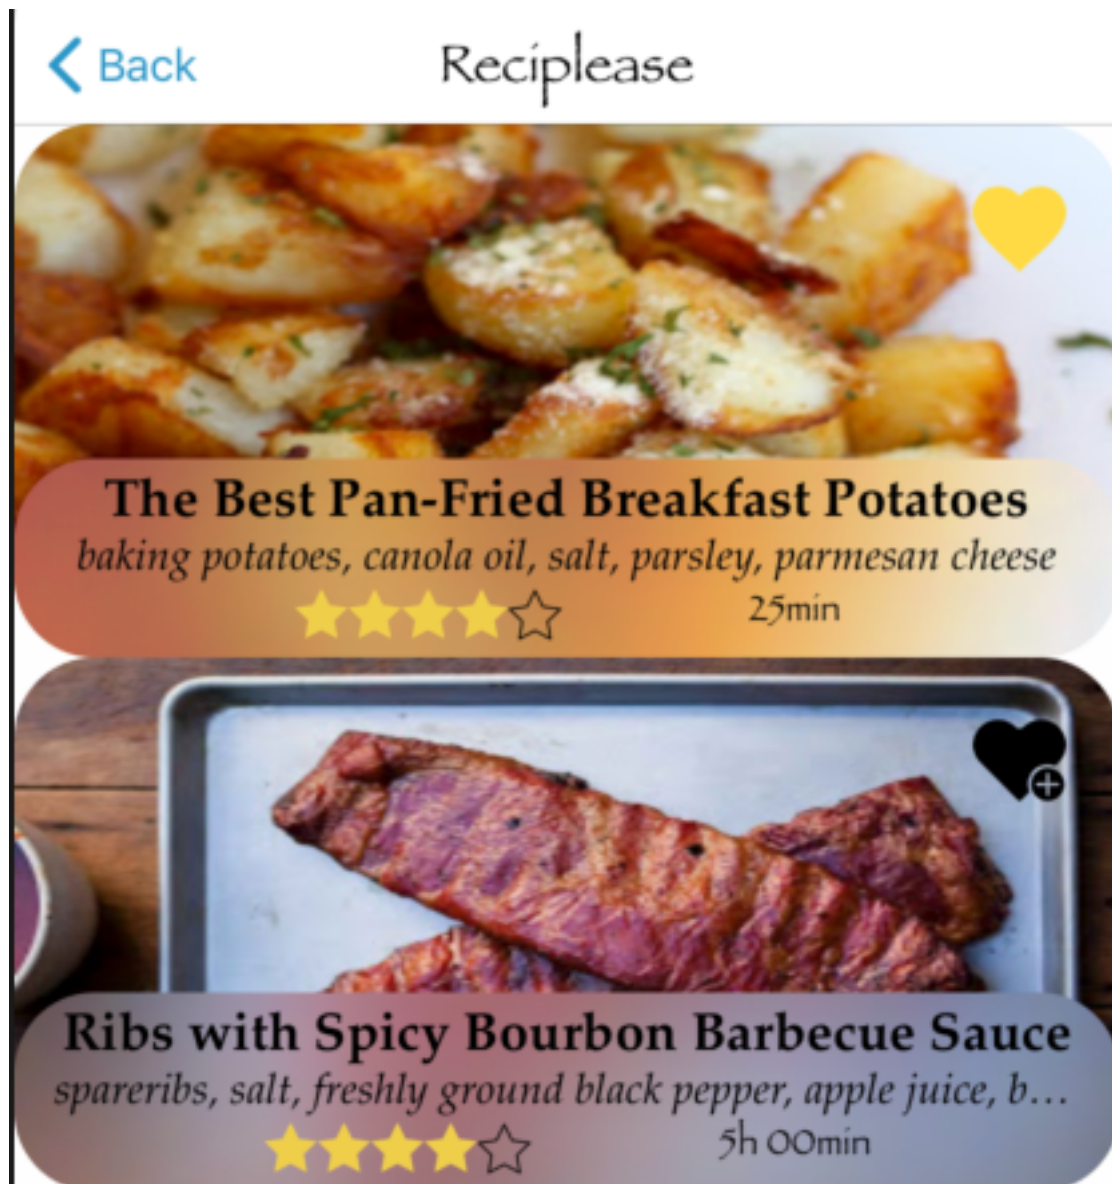 Back
Reciplease
The Best Pan-Fried Breakfast Potatoes
baking potatoes, canola oil, salt, parsley, parmesan cheese
25min
Ribs with Spicy Bourbon Barbecue Sauce
spareribs, salt, freshly ground black pepper, apple juice, b...
5h 00min